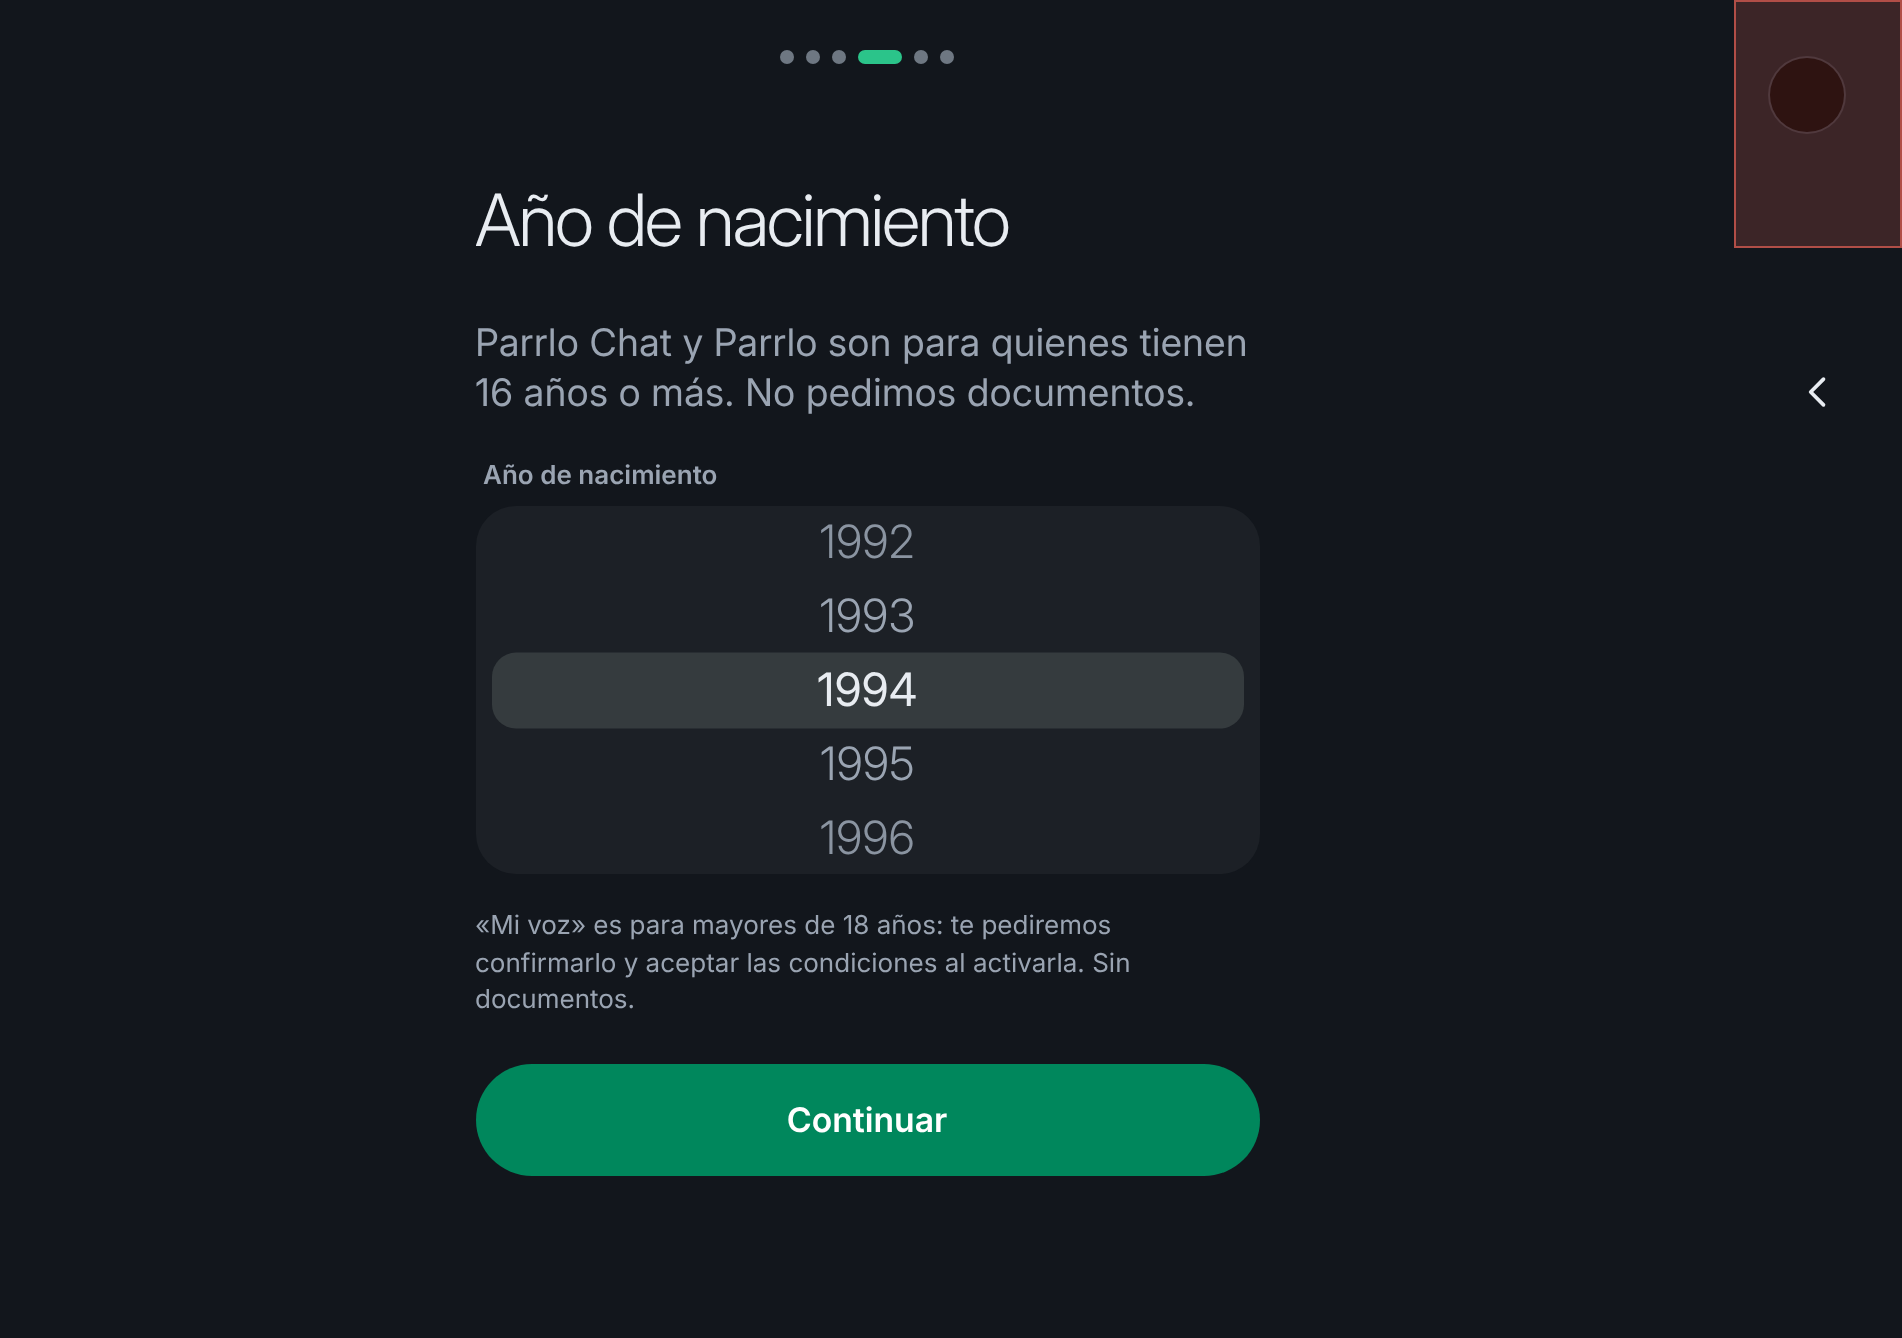 Año de nacimiento
Parrlo Chat y Parrlo son para quienes tienen
16 años o más. No pedimos documentos.
Año de nacimiento
1992
1993
1994
1995
1996
«Mi voz» es para mayores de 18 años: te pediremos
confirmarlo y aceptar las condiciones al activarla. Sin
documentos.
Continuar